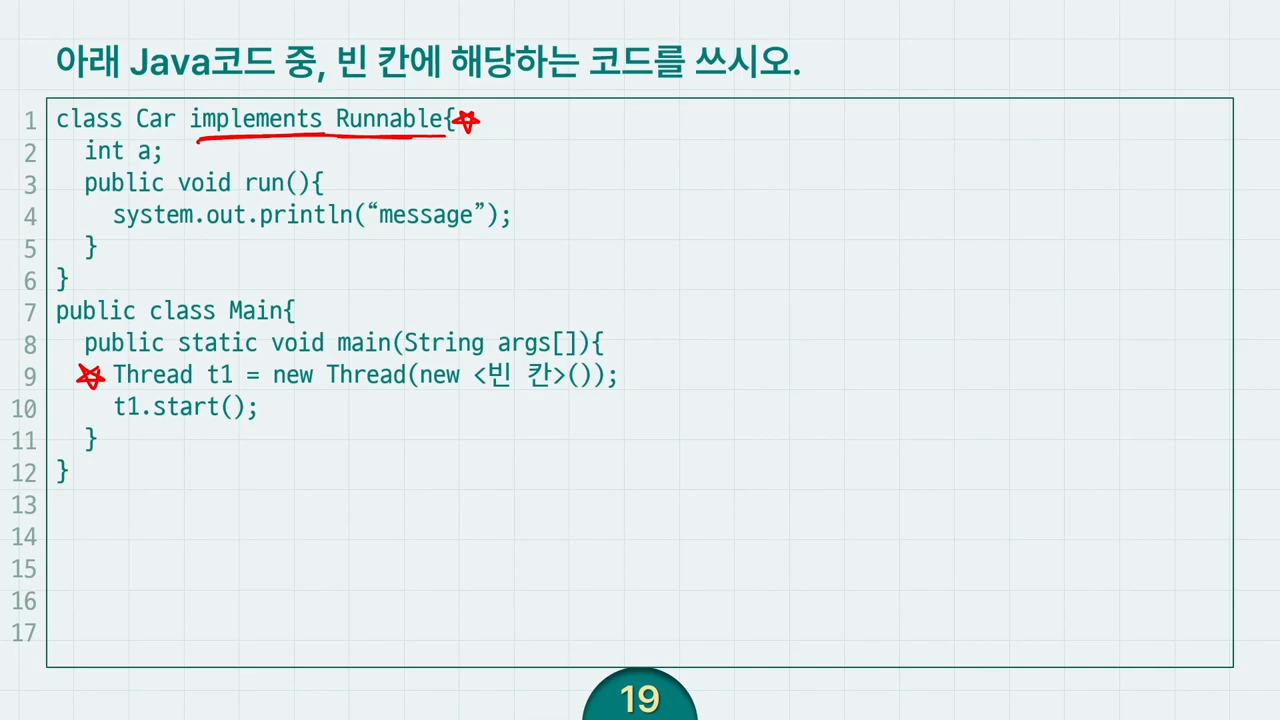 아래 Java코드 중, 빈 칸에 해당하는 코드를 쓰시오.
1 class Car implements Runnable{
2 int a;
3 public void run(){
4 system.out.println(“message”);
5 }
6 }
7 public class Main{
8 public static void main(String args[]){
9 Thread t1 = new Thread(new <빈 칸>());
10 t1.start();
11 }
12 }
13
14
15
16
17
19